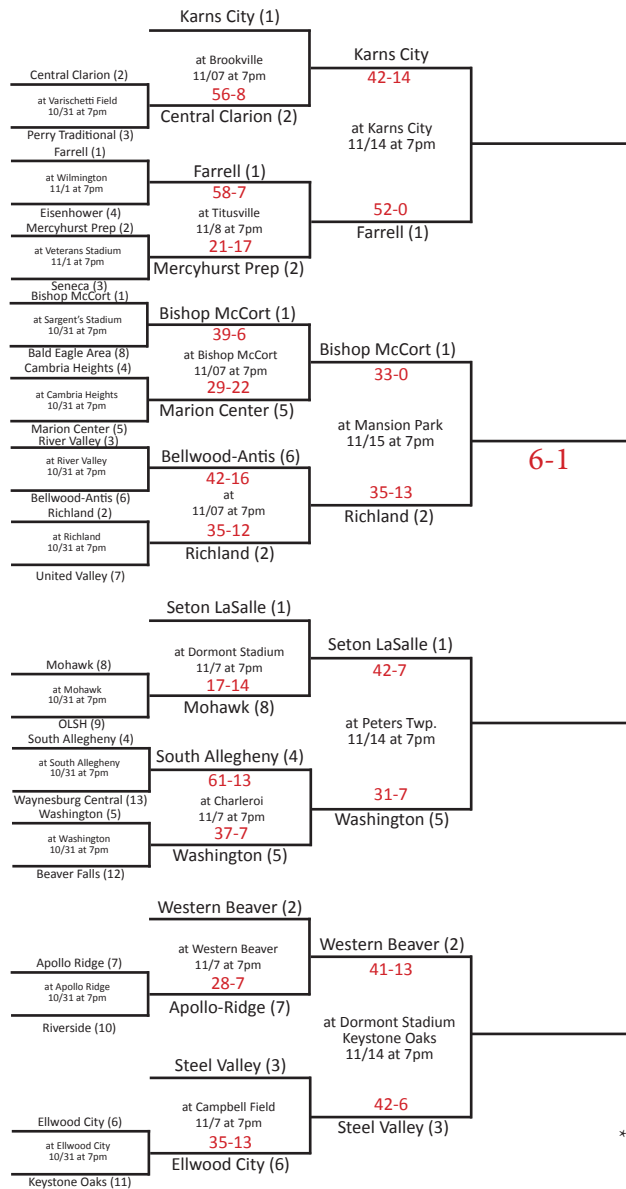 Karns City (1)
at Brookville
11/07 at 7pm
56-8
Central Clarion (2)
Karns City
42-14
at Karns City
11/14 at 7pm
52-0
Farrell (1)
Central Clarion (2)
at Varischetti Field
10/31 at 7pm
Perry Traditional (3)
Farrell (1)
at Wilmington
11/1 at 7pm
Eisenhower (4)
Farrell (1)
58-7
at Titusville
11/8 at 7pm
21-17
Mercyhurst Prep (2)
Mercyhurst Prep (2)
at Veterans Stadium
11/1 at 7pm
Seneca (3)
Bishop McCort (1)
at Sargent's Stadium
10/31 at 7pm
Bald Eagle Area (8)
Bishop McCort (1)
39-6
at Bishop McCort
11/07 at 7pm
29-22
Marion Center (5)
Cambria Heights (4)
at Cambria Heights
10/31 at 7pm
Marion Center (5)
Bishop McCort (1)
33-0
at Mansion Park
11/15 at 7pm
35-13
Richland (2)
6-1
River Valley (3)
at River Valley
10/31 at 7pm
Bellwood-Antis (6)
Bellwood-Antis (6)
42-16
at
11/07 at 7pm
35-12
Richland (2)
Richland (2)
at Richland
10/31 at 7pm
United Valley (7)
Seton LaSalle (1)
at Dormont Stadium
11/7 at 7pm
17-14
Mohawk (8)
Mohawk (8)
at Mohawk
10/31 at 7pm
OLSH (9)
Seton LaSalle (1)
42-7
at Peters Twp.
11/14 at 7pm
31-7
Washington (5)
South Allegheny (4)
at South Allegheny
10/31 at 7pm
Waynesburg Central (13)
South Allegheny (4)
61-13
at Charleroi
11/7 at 7pm
37-7
Washington (5)
Washington (5)
at Washington
10/31 at 7pm
Beaver Falls (12)
Western Beaver (2)
at Western Beaver
11/7 at 7pm
28-7
Apollo-Ridge (7)
Apollo Ridge (7)
at Apollo Ridge
10/31 at 7pm
Riverside (10)
Western Beaver (2)
41-13
at Dormont Stadium
Keystone Oaks
11/14 at 7pm
42-6
Steel Valley (3)
Steel Valley (3)
at Campbell Field
11/7 at 7pm
35-13
Ellwood City (6)
Ellwood City (6)
at Ellwood City
10/31 at 7pm
Keystone Oaks (11)
*